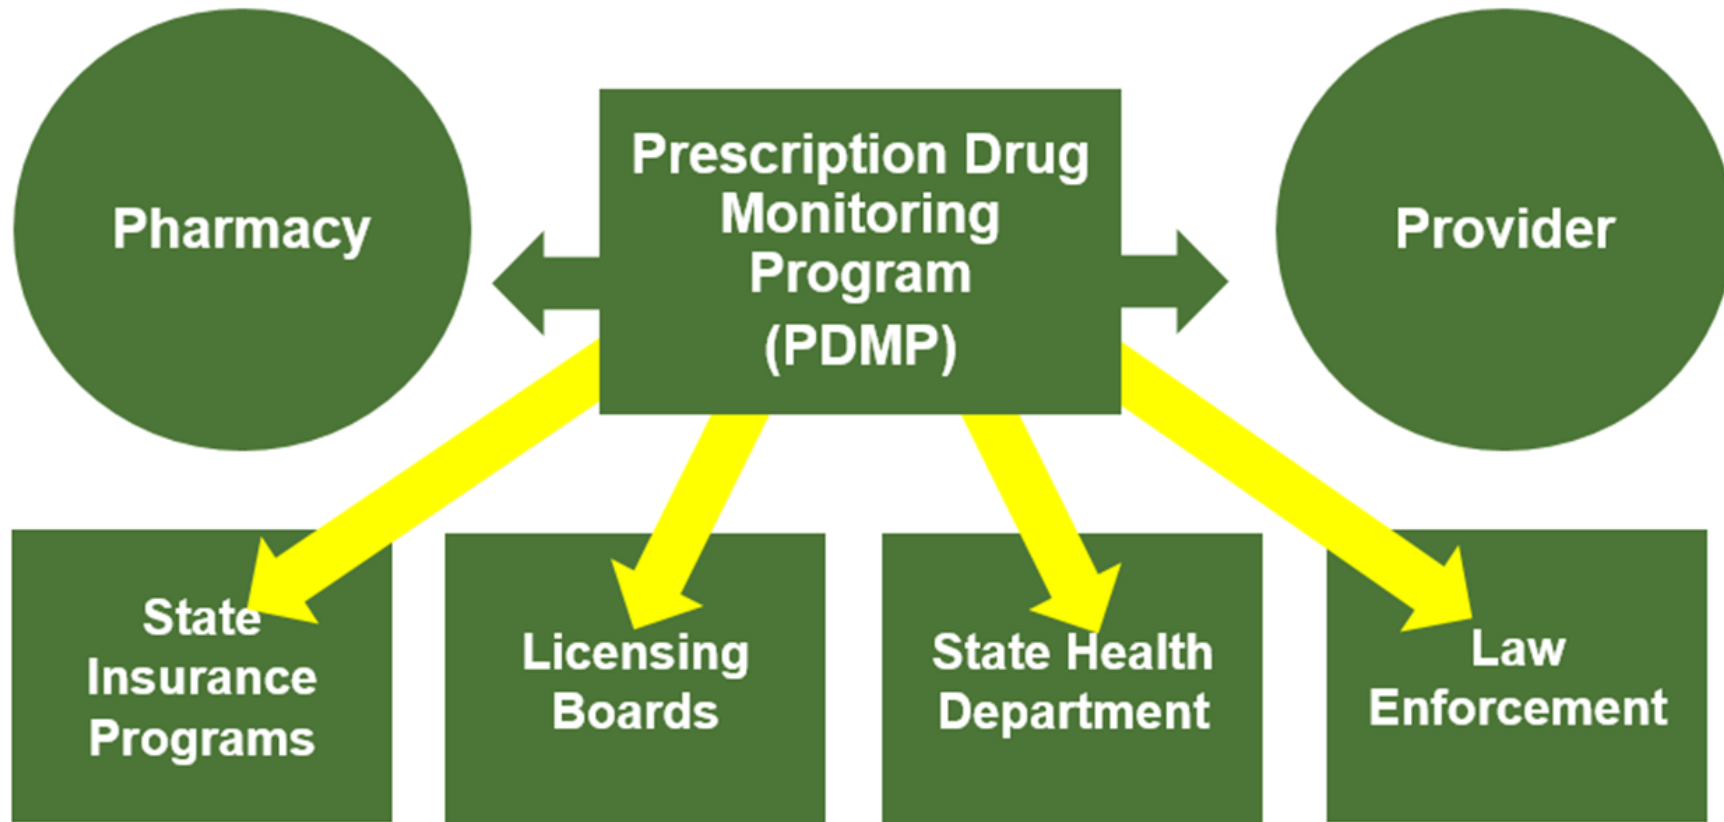 Pharmacy
Prescription Drug
Monitoring
Program
(PDMP)
Provider
State
Insurance
Programs
Licensing
Boards
State Health
Department
Law
Enforcement